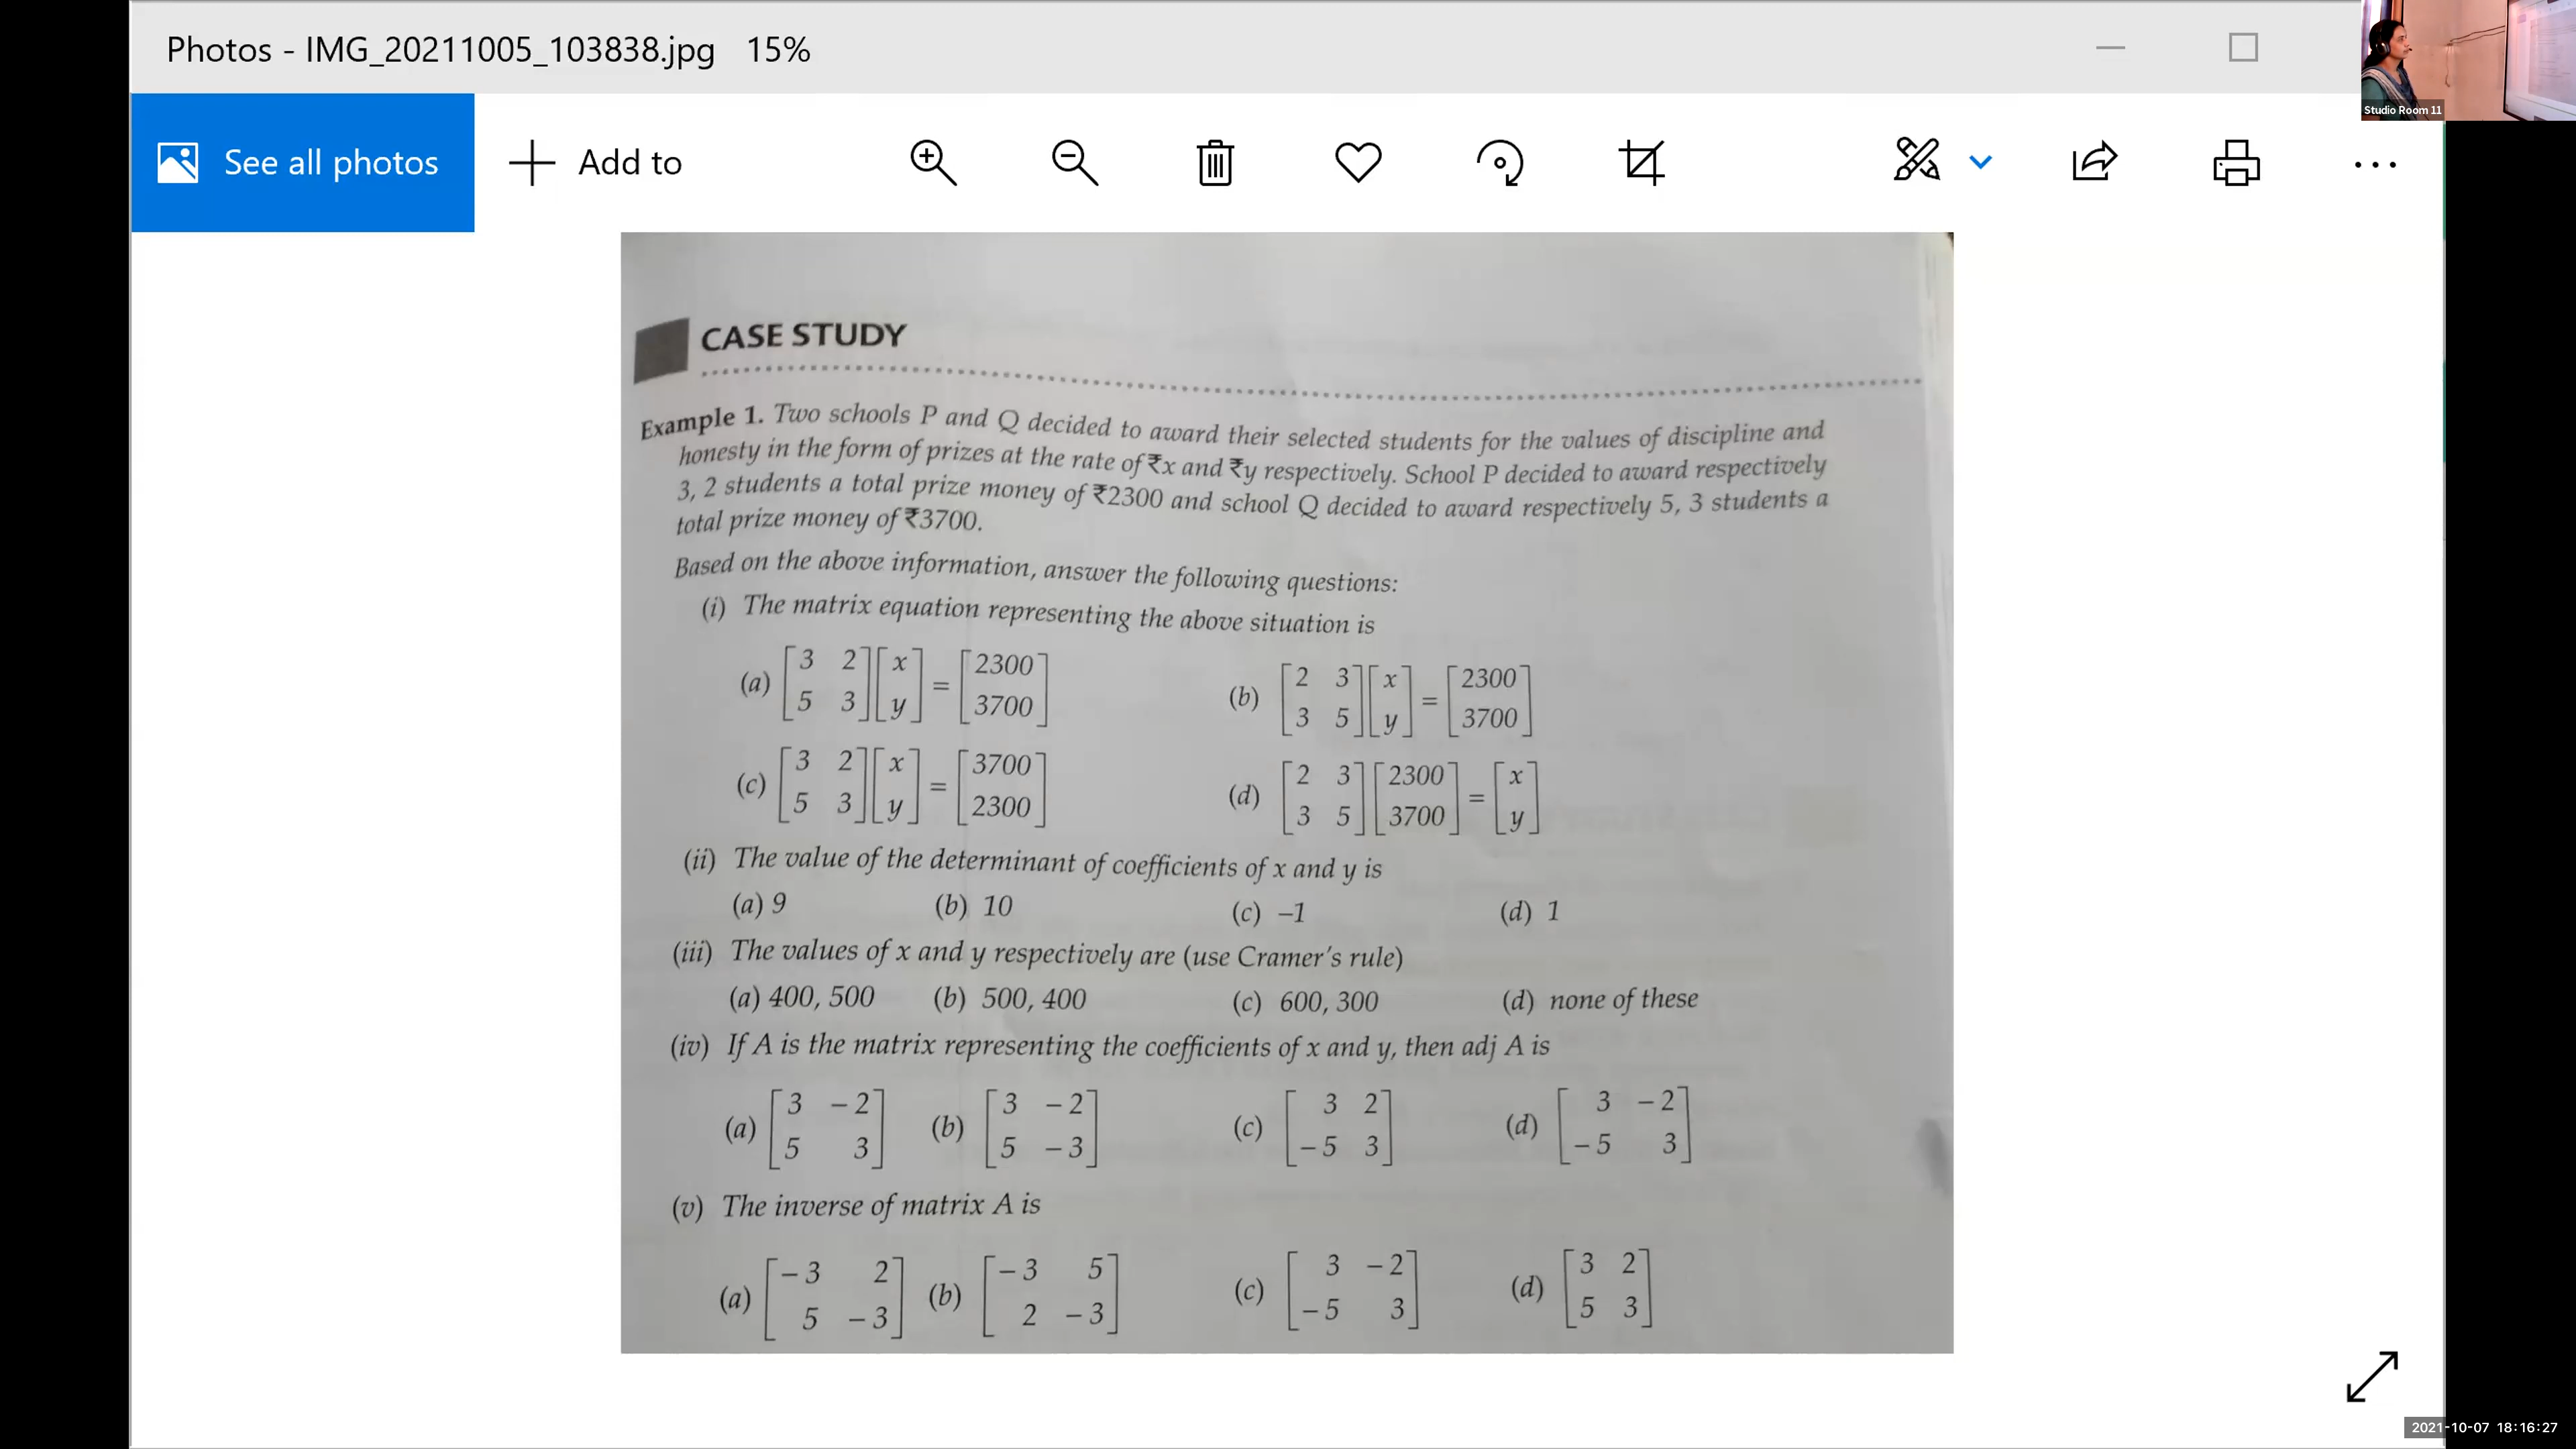 Photos - IMG_20211005_103838.jpg 15%
Studio Room 11
See all photos
Add to
CASE STUDY
Example 1. Two schools P and Q decided to award their selected students for the values of discipline and
honesty in the form of prizes at the rate of ₹x and ₹y respectively. School P decided to award respectively
3, 2 students a total prize money of ₹2300 and school Q decided to award respectively 5, 3 students a
total prize money of ₹3700.
Based on the above information, answer the following questions:
(i) The matrix equation representing the above situation is
(a) [3 2; 5 3] [x; y] = [2300; 3700] (b) [2 3; 3 5] [x; y] = [2300; 3700]
(c) [3 2; 5 3] [x; y] = [3700; 2300] (d) [2 3; 3 5] [2300; 3700] = [x; y]
(ii) The value of the determinant of coefficients of x and y is
(a) 9 (b) 10 (c) –1 (d) 1
(iii) The values of x and y respectively are (use Cramer's rule)
(a) 400, 500 (b) 500, 400 (c) 600, 300 (d) none of these
(iv) If A is the matrix representing the coefficients of x and y, then adj A is
(a) [3 –2; 5 3] (b) [3 –2; 5 –3] (c) [3 2; –5 3] (d) [3 –2; –5 3]
(v) The inverse of matrix A is
(a) [–3 2; 5 –3] (b) [–3 5; 2 –3] (c) [3 –2; –5 3] (d) [3 2; 5 3]
2021-10-07 18:16:27